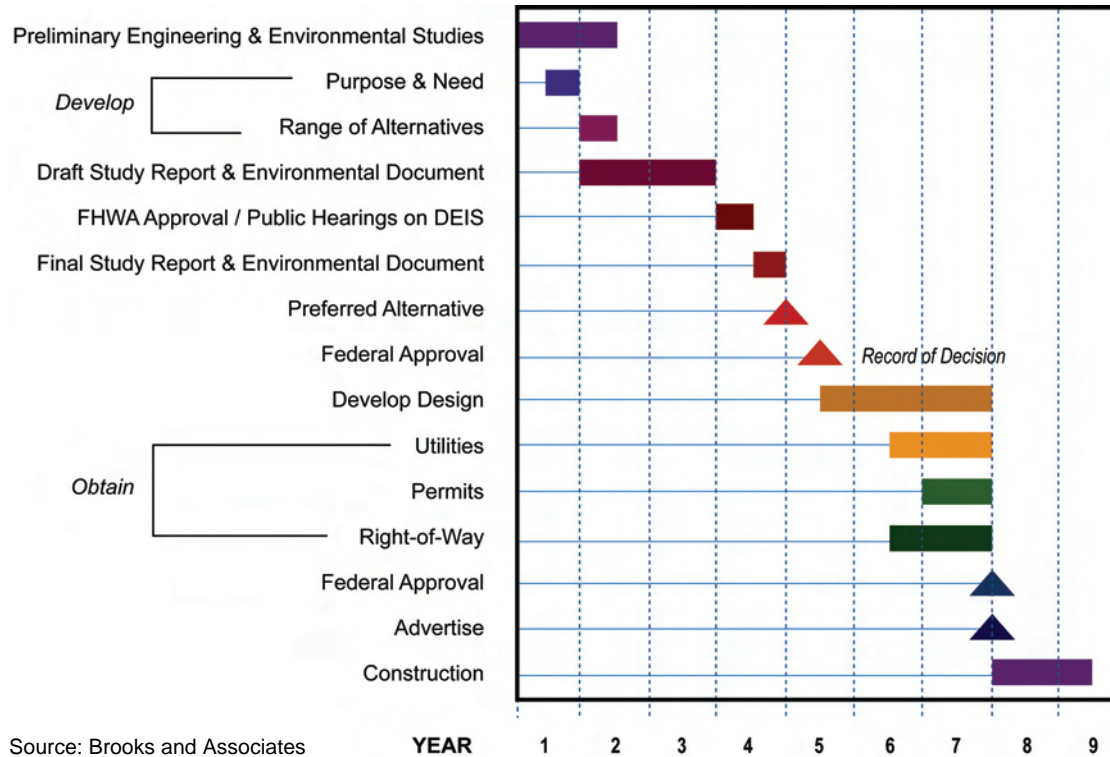 Preliminary Engineering & Environmental Studies
Develop
Purpose & Need
Range of Alternatives
Draft Study Report & Environmental Document
FHWA Approval / Public Hearings on DEIS
Final Study Report & Environmental Document
Preferred Alternative
Federal Approval
Record of Decision
Develop Design
Obtain
Utilities
Permits
Right-of-Way
Federal Approval
Advertise
Construction
Source: Brooks and Associates
YEAR 1 2 3 4 5 6 7 8 9